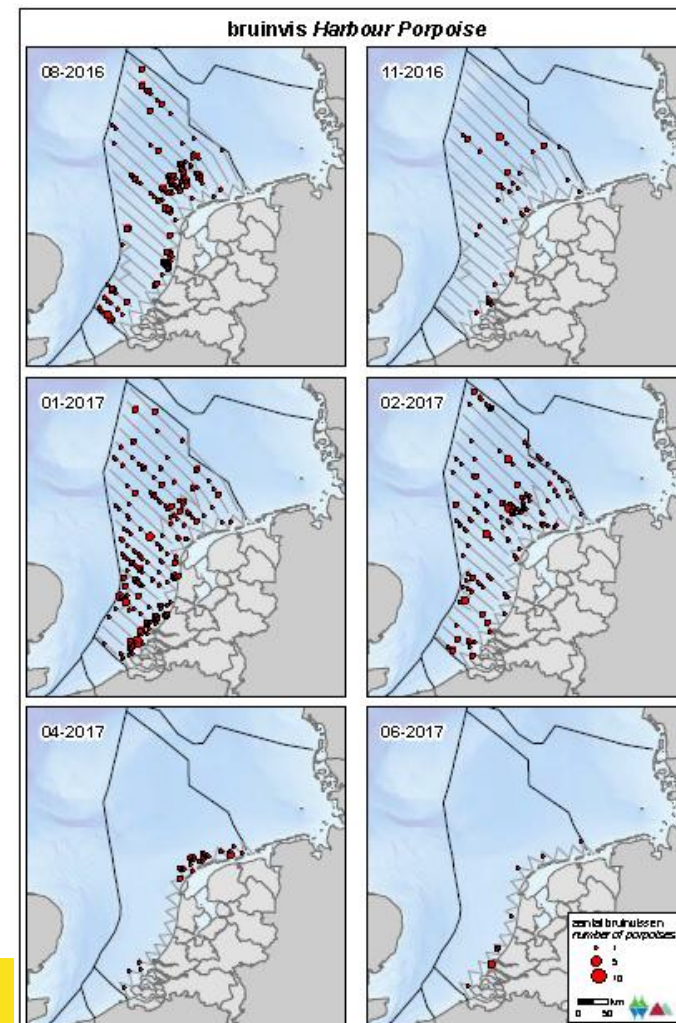 bruinvis Harbour Porpoise
08-2016
11-2016
01-2017
02-2017
04-2017
06-2017
aantal bruinvissen
number of porpoises
1
5
10
km
0 50